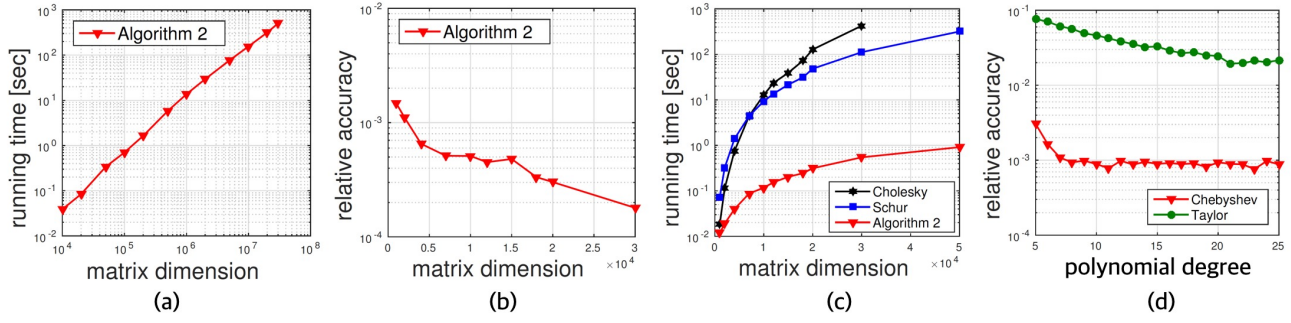 running time [sec]
10^3
10^2
10^1
10^0
10^-1
10^-2
Algorithm 2
10^4
10^5
10^6
10^7
10^8
matrix dimension
(a)
relative accuracy
10^-2
10^-3
10^-4
Algorithm 2
0
0.5
1.0
1.5
2.0
2.5
3
×10^4
matrix dimension
(b)
running time [sec]
10^3
10^2
10^1
10^0
10^-1
10^-2
Cholesky
Schur
Algorithm 2
0
1
2
3
4
5
×10^4
matrix dimension
(c)
relative accuracy
10^-1
10^-2
10^-3
10^-4
Chebyshev
Taylor
5
10
15
20
25
polynomial degree
(d)